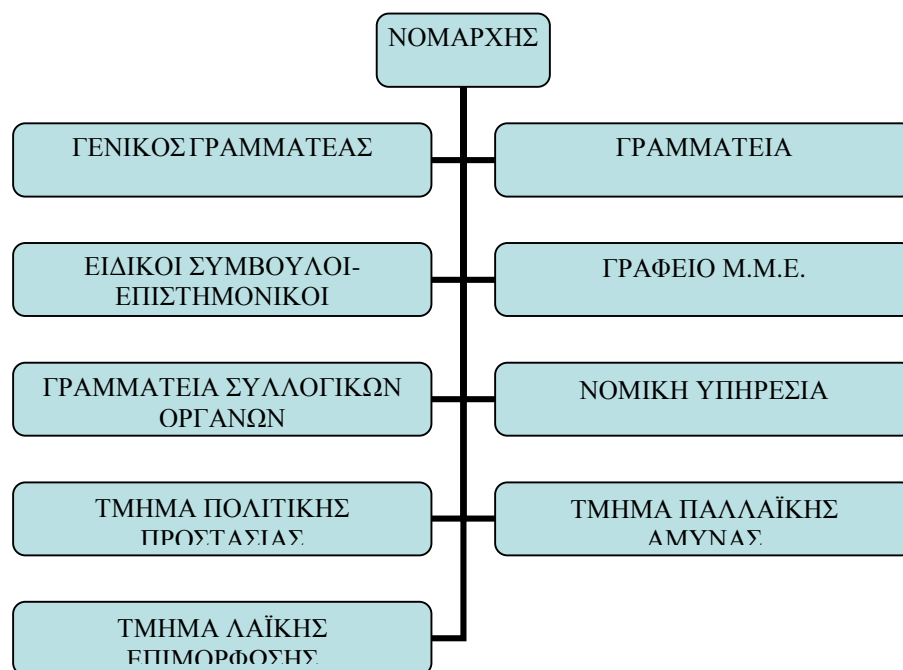 ΝΟΜΑΡΧΗΣ
ΓΕΝΙΚΟΣ ΓΡΑΜΜΑΤΕΑΣ
ΓΡΑΜΜΑΤΕΙΑ
ΕΙΔΙΚΟΙ ΣΥΜΒΟΥΛΟΙ-
ΕΠΙΣΤΗΜΟΝΙΚΟΙ
ΓΡΑΦΕΙΟ Μ.Μ.Ε.
ΓΡΑΜΜΑΤΕΙΑ ΣΥΛΛΟΓΙΚΩΝ
ΟΡΓΑΝΩΝ
ΝΟΜΙΚΗ ΥΠΗΡΕΣΙΑ
ΤΜΗΜΑ ΠΟΛΙΤΙΚΗΣ
ΠΡΟΣΤΑΣΙΑΣ
ΤΜΗΜΑ ΠΑΛΛΑΪΚΗΣ
ΑΜΥΝΑΣ
ΤΜΗΜΑ ΛΑΪΚΗΣ
ΕΠΙΜΟΡΦΟΣΗΣ